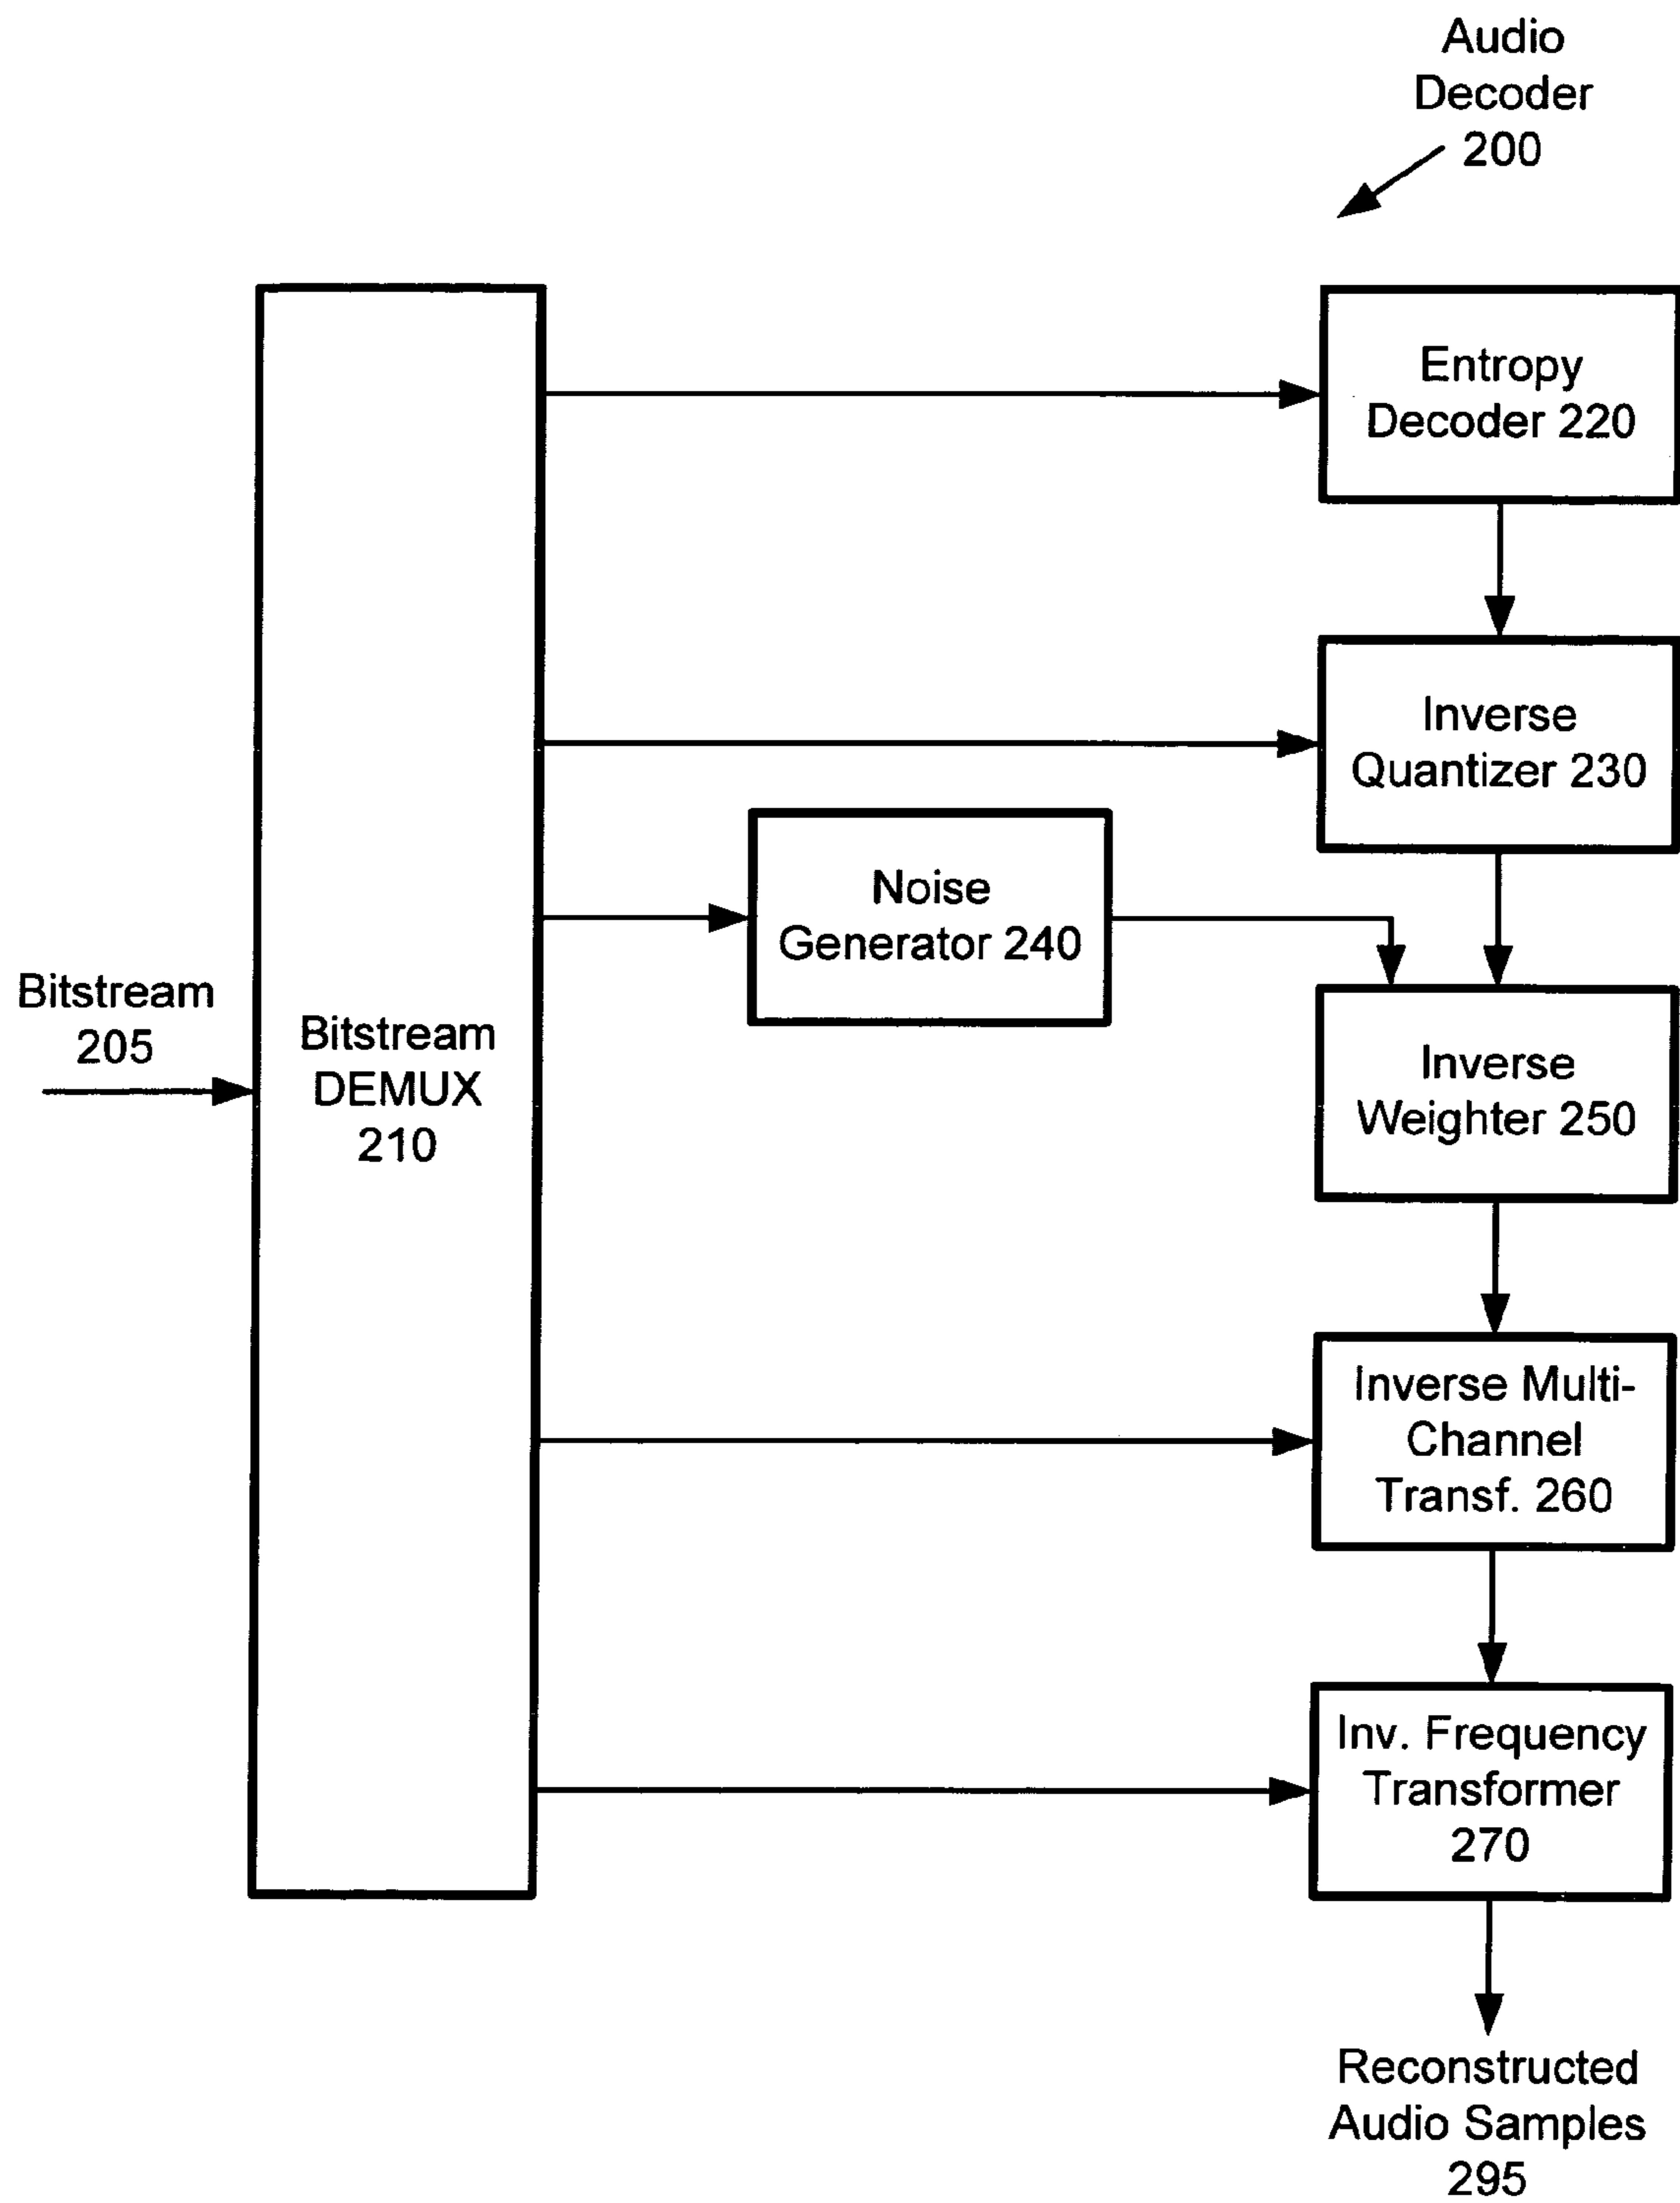 Audio
Decoder
200
Entropy
Decoder 220
Inverse
Quantizer 230
Noise
Generator 240
Bitstream
205
Bitstream
DEMUX
210
Inverse
Weighter 250
Inverse Multi-
Channel
Transf. 260
Inv. Frequency
Transformer
270
Reconstructed
Audio Samples
295